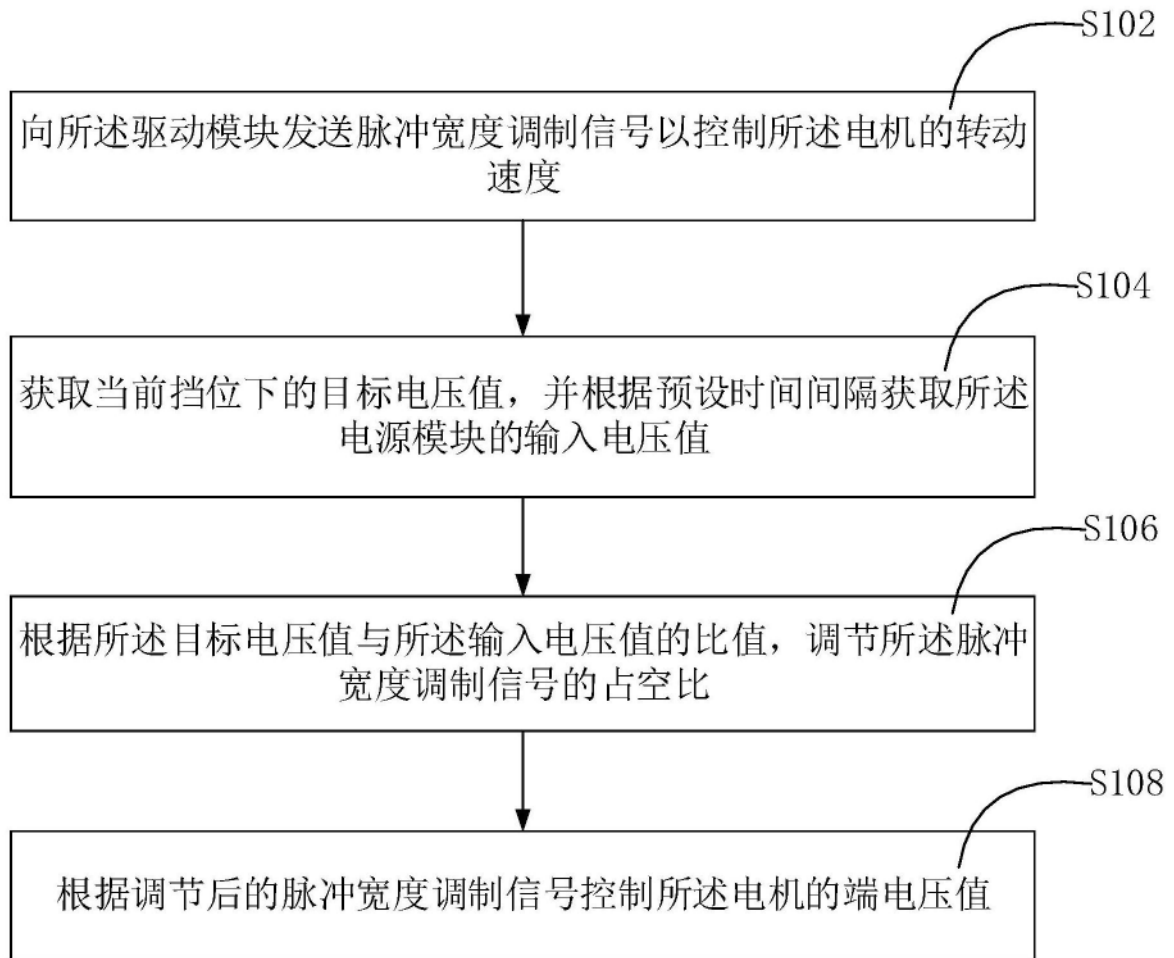 S102
向所述驱动模块发送脉冲宽度调制信号以控制所述电机的转动
速度
S104
获取当前挡位下的目标电压值，并根据预设时间间隔获取所述
电源模块的输入电压值
S106
根据所述目标电压值与所述输入电压值的比值，调节所述脉冲
宽度调制信号的占空比
S108
根据调节后的脉冲宽度调制信号控制所述电机的端电压值